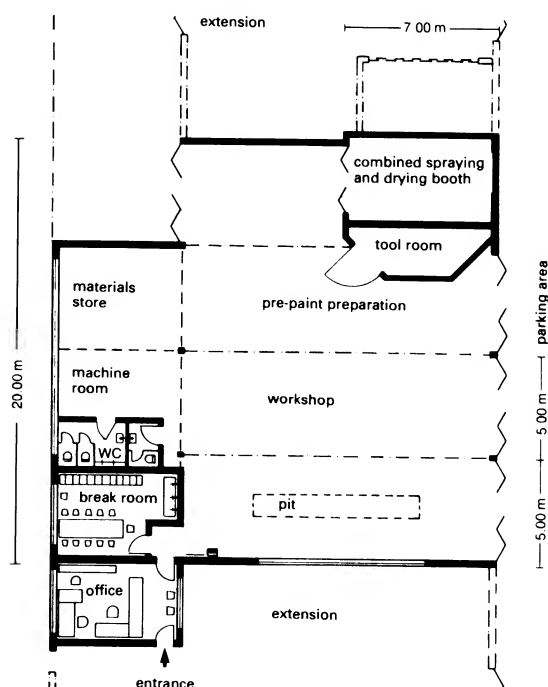 extension
7 00 m
combined spraying
and drying booth
tool room
materials
store
pre-paint preparation
parking area
machine
room
workshop
20 00 m
5 00 m
WC
break room
pit
5.00 m
office
extension
entrance